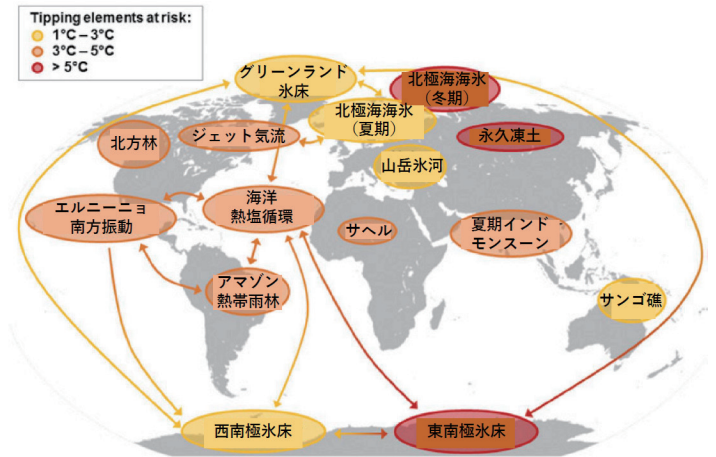 Tipping elements at risk:
1°C – 3°C
3°C – 5°C
> 5°C
グリーンランド
氷床
北極海海氷
（冬期）
北極海海氷
（夏期）
北方林
ジェット気流
永久凍土
山岳氷河
エルニーニョ
南方振動
海洋
熱塩循環
サヘル
夏期インド
モンスーン
アマゾン
熱帯雨林
サンゴ礁
西南極氷床
東南極氷床